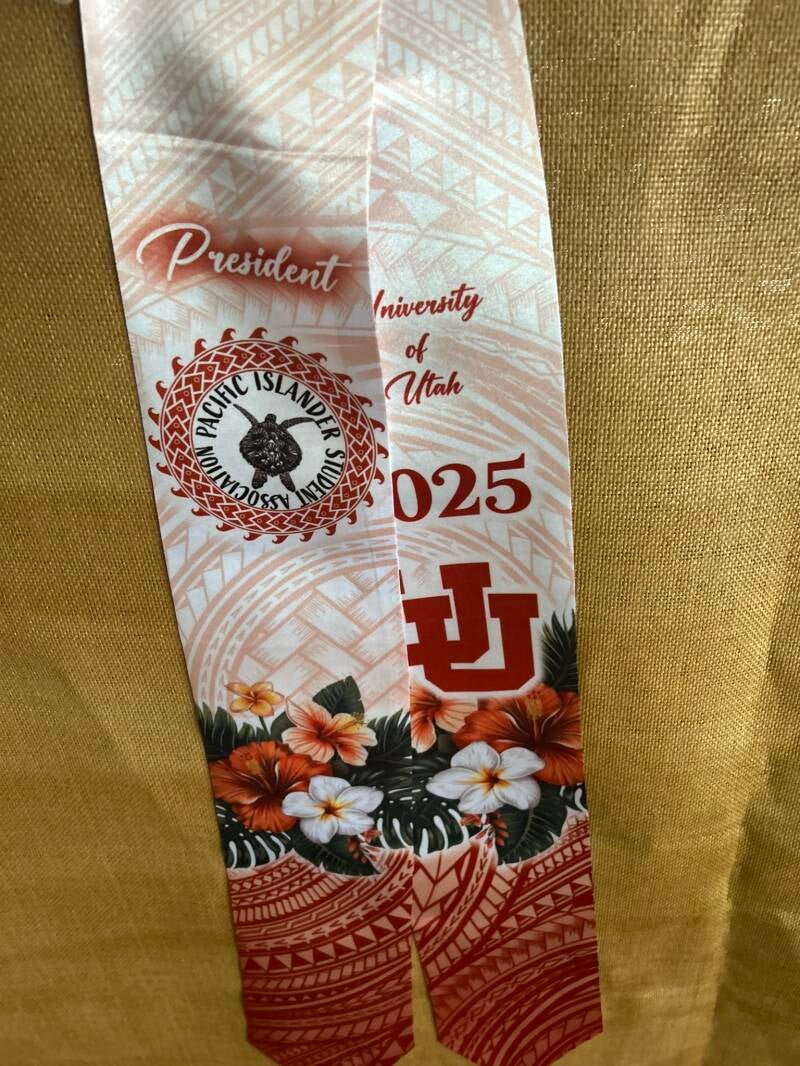 President
PACIFIC ISLANDER STUDENT ASSOCIATION
University
of
Utah
025
U